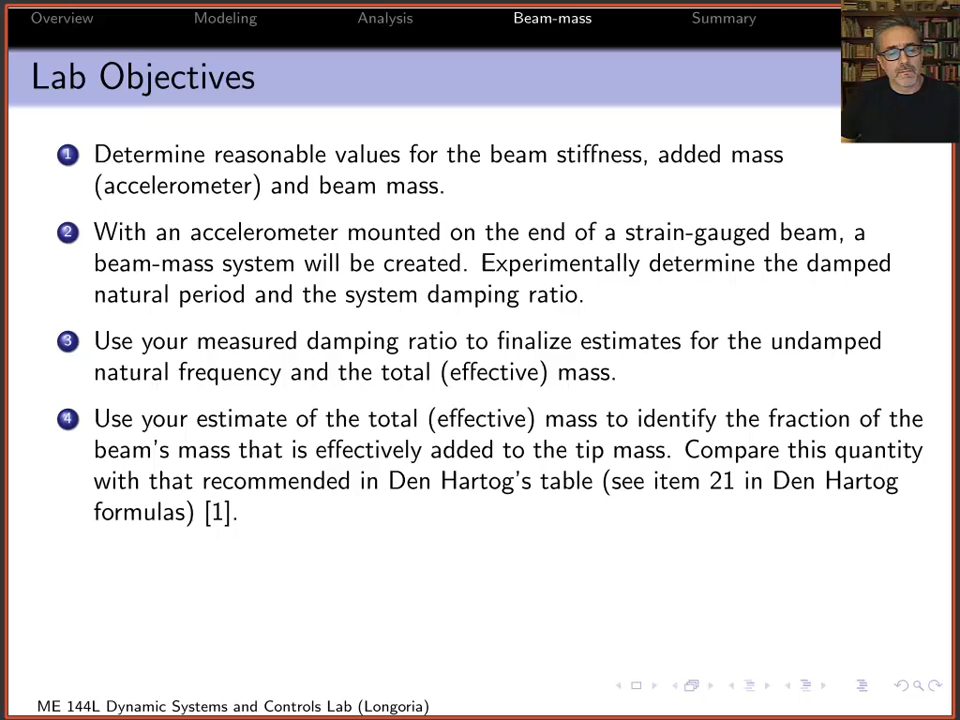 Overview Modeling Analysis Beam-mass Summary
Lab Objectives
1 Determine reasonable values for the beam stiffness, added mass
(accelerometer) and beam mass.
2 With an accelerometer mounted on the end of a strain-gauged beam, a
beam-mass system will be created. Experimentally determine the damped
natural period and the system damping ratio.
3 Use your measured damping ratio to finalize estimates for the undamped
natural frequency and the total (effective) mass.
4 Use your estimate of the total (effective) mass to identify the fraction of the
beam's mass that is effectively added to the tip mass. Compare this quantity
with that recommended in Den Hartog's table (see item 21 in Den Hartog
formulas) [1].
ME 144L Dynamic Systems and Controls Lab (Longoria)